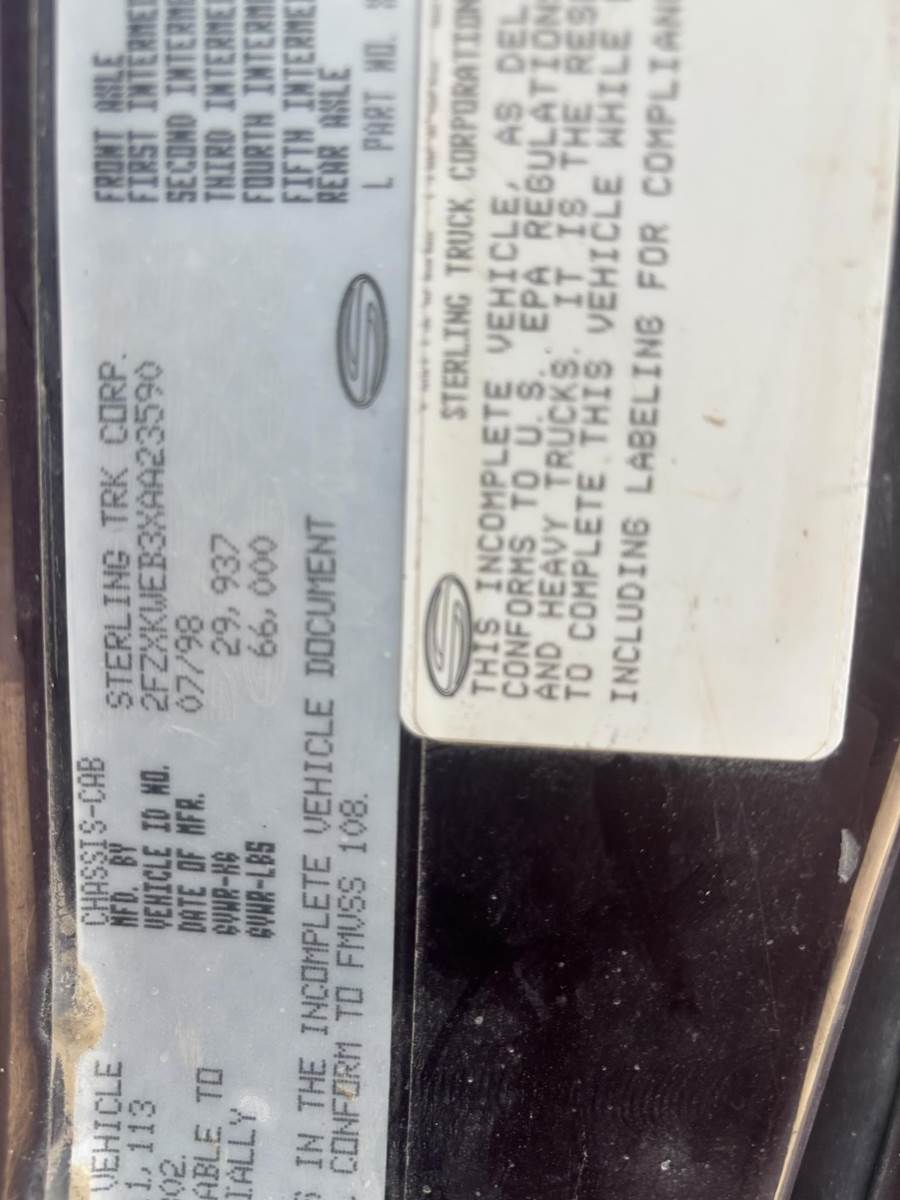 VEHICLE
1,113
02.
ABLE TO
IALLY
CHASSIS-CAB
MFD. BY STERLING TRK CORP.
VEHICLE ID NO. 2FZXKWEB3XAA23590
DATE OF MFR. 07/98
GVWR-KG 29,937
GVWR-LBS 66,000
IN THE INCOMPLETE VEHICLE DOCUMENT
CONFORM TO FMVSS 108.
FRONT AXLE
FIRST INTERMED
SECOND INTERME
THIRD INTERMED
FOURTH INTERM
FIFTH INTERMED
REAR AXLE
L PART NO.
STERLING TRUCK CORPORATION
THIS INCOMPLETE VEHICLE, AS DEL
CONFORMS TO U.S. EPA REGULATION
AND HEAVY TRUCKS. IT IS THE RES
TO COMPLETE THIS VEHICLE WHILE
INCLUDING LABELING FOR COMPLIAN